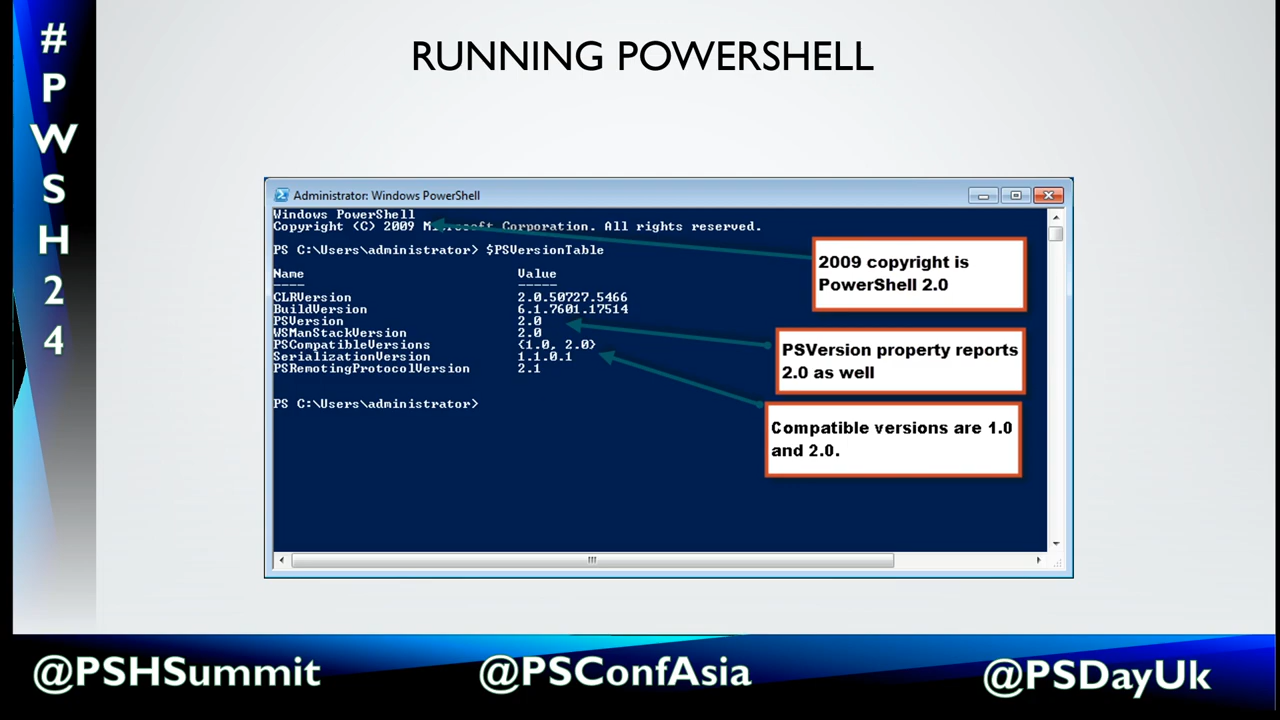 #
P
W
S
H
2
4
RUNNING POWERSHELL
Administrator: Windows PowerShell
Windows PowerShell
Copyright (C) 2009 Microsoft Corporation. All rights reserved.
PS C:\Users\administrator> $PSVersionTable
Name Value
---- -----
CLRVersion 2.0.50727.5466
BuildVersion 6.1.7601.17514
PSVersion 2.0
WSManStackVersion 2.0
PSCompatibleVersions {1.0, 2.0}
SerializationVersion 1.1.0.1
PSRemotingProtocolVersion 2.1
PS C:\Users\administrator>
2009 copyright is
PowerShell 2.0
PSVersion property reports
2.0 as well
Compatible versions are 1.0
and 2.0.
@PSHSummit
@PSConfAsia
@PSDayUk